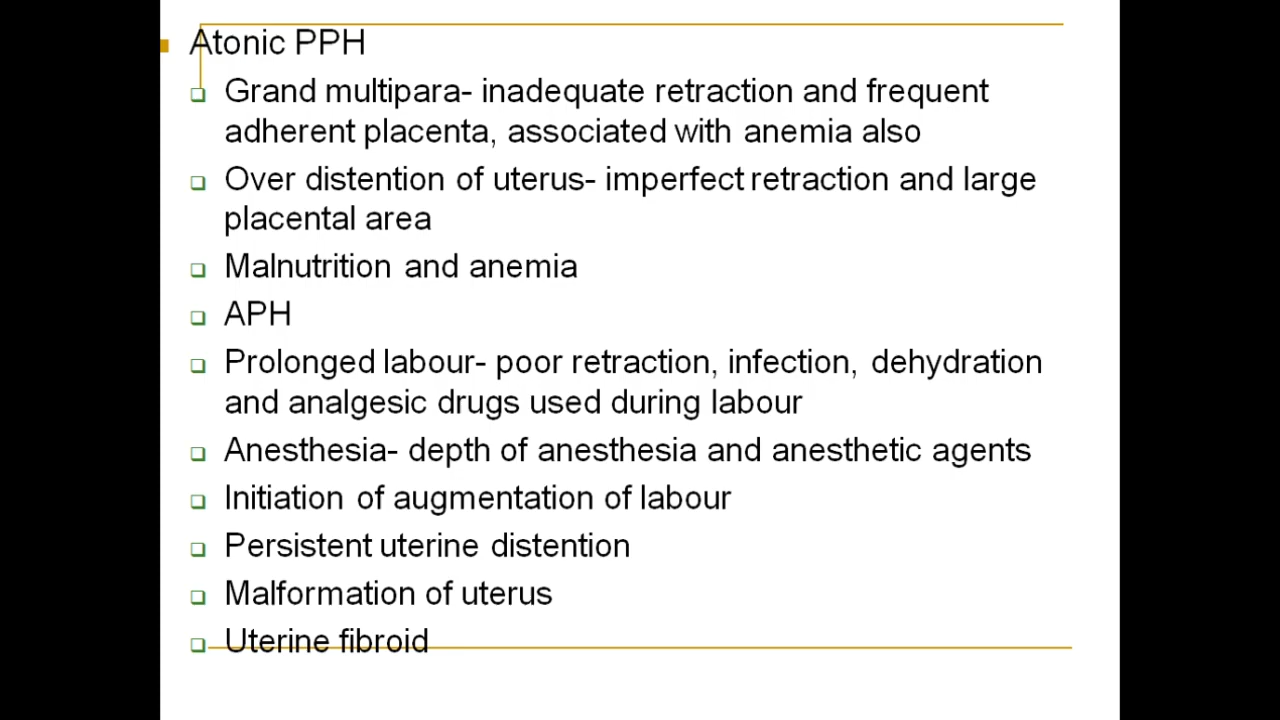 Atonic PPH
Grand multipara- inadequate retraction and frequent
adherent placenta, associated with anemia also
Over distention of uterus- imperfect retraction and large
placental area
Malnutrition and anemia
APH
Prolonged labour- poor retraction, infection, dehydration
and analgesic drugs used during labour
Anesthesia- depth of anesthesia and anesthetic agents
Initiation of augmentation of labour
Persistent uterine distention
Malformation of uterus
Uterine fibroid